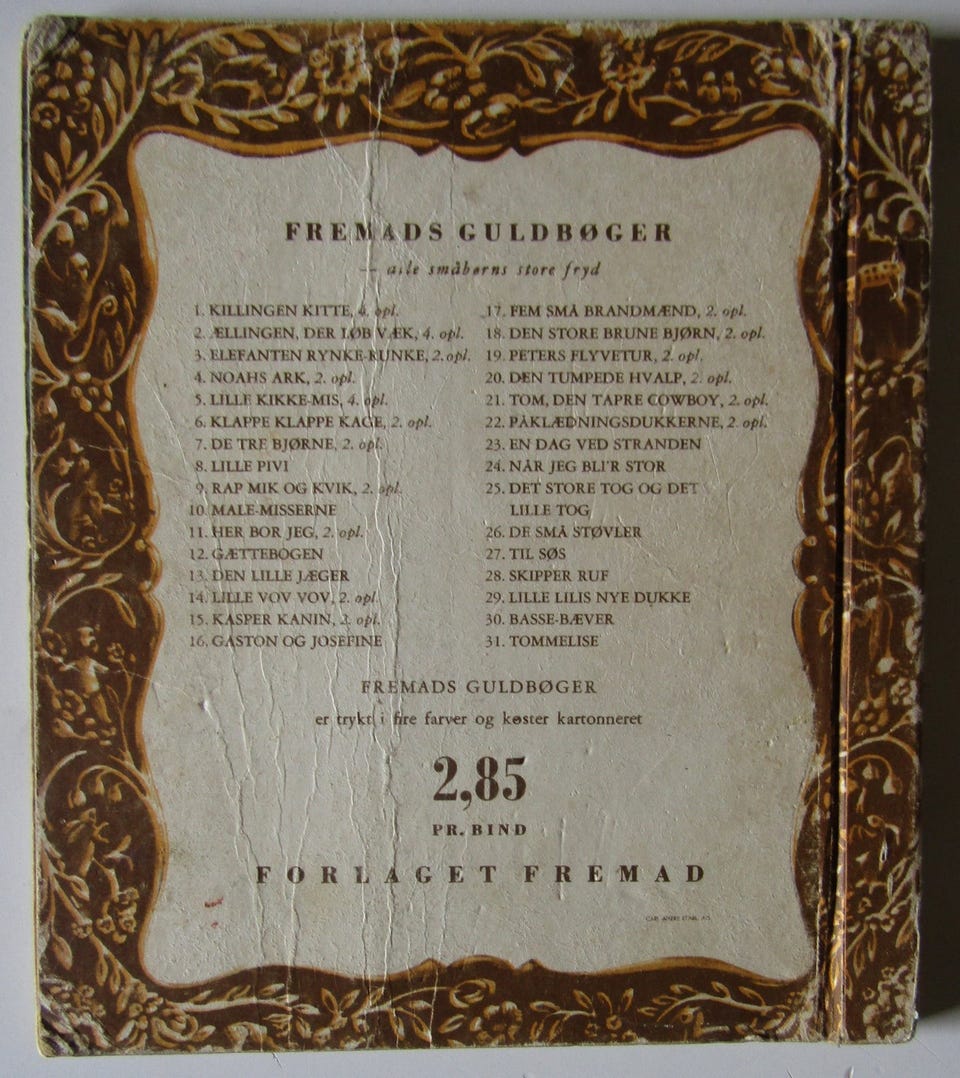 FREMADS GULDBØGER
— alle småbørns store fryd
1. KILLINGEN KITTE, 4. opl.
2. ÆLLINGEN, DER LØB VÆK, 4. opl.
3. ELEFANTEN RYNKE-RUNKE, 2. opl.
4. NOAHS ARK, 2. opl.
5. LILLE KIKKE-MIS, 4. opl.
6. KLAPPE KLAPPE KAGE, 2. opl.
7. DE TRE BJØRNE, 2. opl.
8. LILLE PIVI
9. RAP MIK OG KVIK, 2. opl.
10. MALE-MISSERNE
11. HER BOR JEG, 2. opl.
12. GÆTTEBOGEN
13. DEN LILLE JÆGER
14. LILLE VOV VOV, 2. opl.
15. KASPER KANIN, 2. opl.
16. GASTON OG JOSEFINE
17. FEM SMÅ BRANDMÆND, 2. opl.
18. DEN STORE BRUNE BJØRN, 2. opl.
19. PETERS FLYVETUR, 2. opl.
20. DEN TUMPEDE HVALP, 2. opl.
21. TOM, DEN TAPRE COWBOY, 2. opl.
22. PÅKLÆDNINGSDUKKERNE, 2. opl.
23. EN DAG VED STRANDEN
24. NÅR JEG BLI'R STOR
25. DET STORE TOG OG DET
LILLE TOG
26. DE SMÅ STØVLER
27. TIL SØS
28. SKIPPER RUF
29. LILLE LILIS NYE DUKKE
30. BASSE-BÆVER
31. TOMMELISE
FREMADS GULDBØGER
er trykt i fire farver og koster kartonneret
2,85
PR. BIND
FORLAGET FREMAD